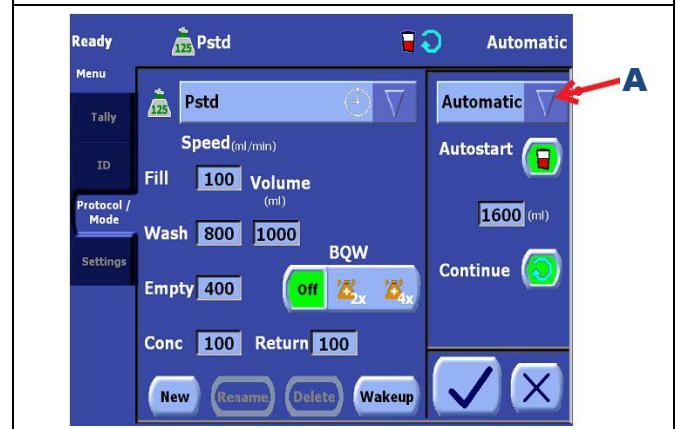 Ready 125 Pstd Automatic
Menu
Tally
ID
Protocol /
Mode
Settings
125 Pstd
Speed (ml/min)
Fill 100 Volume
(ml)
Wash 800 1000
BQW
Empty 400 Off 2x 4x
Conc 100 Return 100
New Rename Delete Wakeup
Automatic A
Autostart
1600 (ml)
Continue